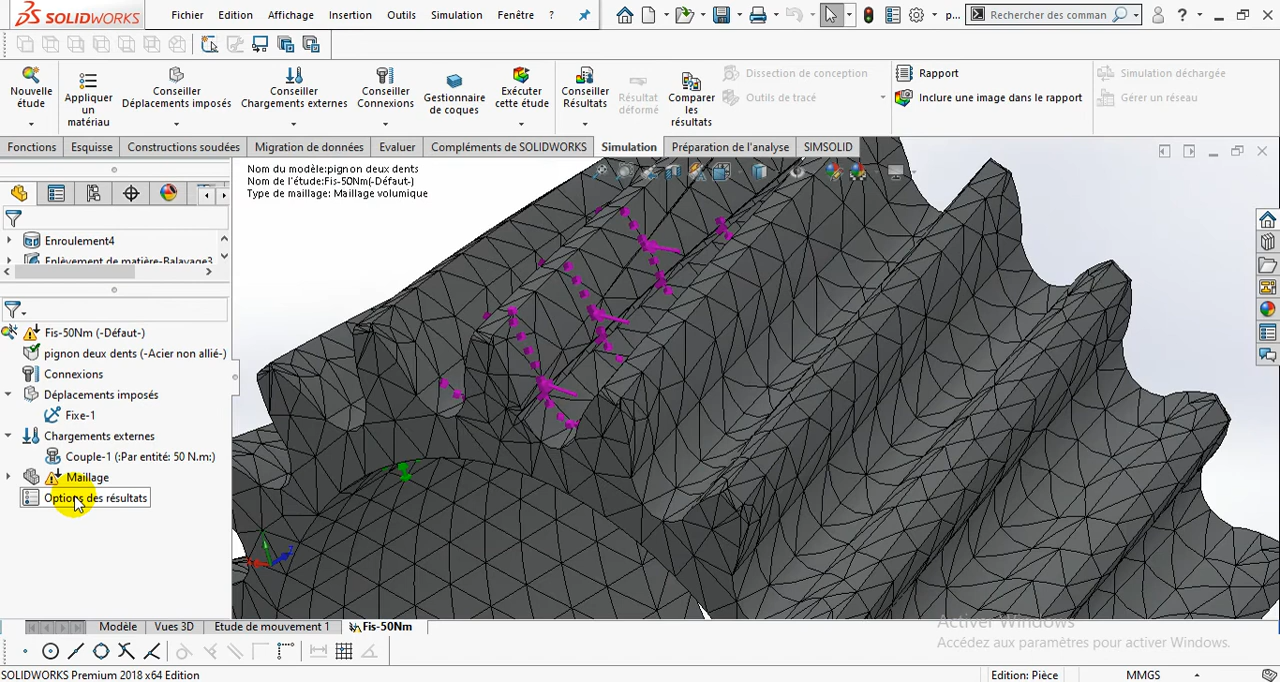 SOLIDWORKS
Fichier Edition Affichage Insertion Outils Simulation Fenêtre ?
p... Rechercher des comman ?
Nouvelle étude
Appliquer un matériau
Conseiller Déplacements imposés
Conseiller Chargements externes
Conseiller Connexions
Gestionnaire de coques
Exécuter cette étude
Conseiller Résultats
Résultat déformé
Comparer les résultats
Dissection de conception
Outils de tracé
Rapport
Inclure une image dans le rapport
Simulation déchargée
Gérer un réseau
Fonctions Esquisse Constructions soudées Migration de données Evaluer Compléments de SOLIDWORKS Simulation Préparation de l'analyse SIMSOLID
Nom du modèle:pignon deux dents
Nom de l'étude:Fis-50Nm(-Défaut-)
Type de maillage: Maillage volumique
Enroulement4
Enlèvement de matière-Balayage3
Fis-50Nm (-Défaut-)
pignon deux dents (-Acier non allié-)
Connexions
Déplacements imposés
Fixe-1
Chargements externes
Couple-1 (:Par entité: 50 N.m:)
Maillage
Options des résultats
Activer Windows
Accédez aux paramètres pour activer Windows.
Modèle Vues 3D Etude de mouvement 1 Fis-50Nm
SOLIDWORKS Premium 2018 x64 Edition
Edition: Pièce MMGS